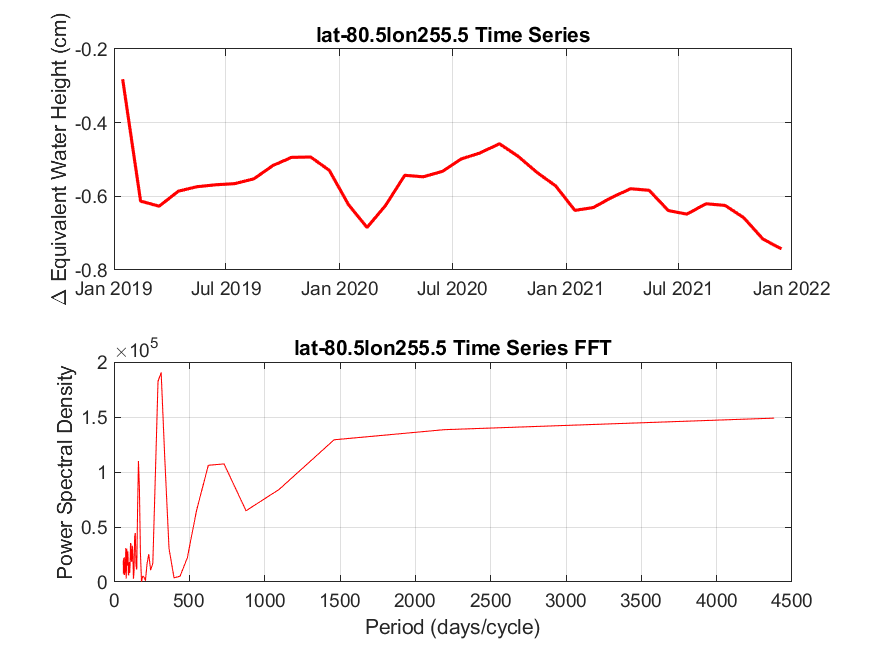 lat-80.5lon255.5 Time Series
Δ Equivalent Water Height (cm)
-0.2
-0.4
-0.6
-0.8
Jan 2019 Jul 2019 Jan 2020 Jul 2020 Jan 2021 Jul 2021 Jan 2022
lat-80.5lon255.5 Time Series FFT
×10^5
Power Spectral Density
2
1.5
1
0.5
0
0 500 1000 1500 2000 2500 3000 3500 4000 4500
Period (days/cycle)